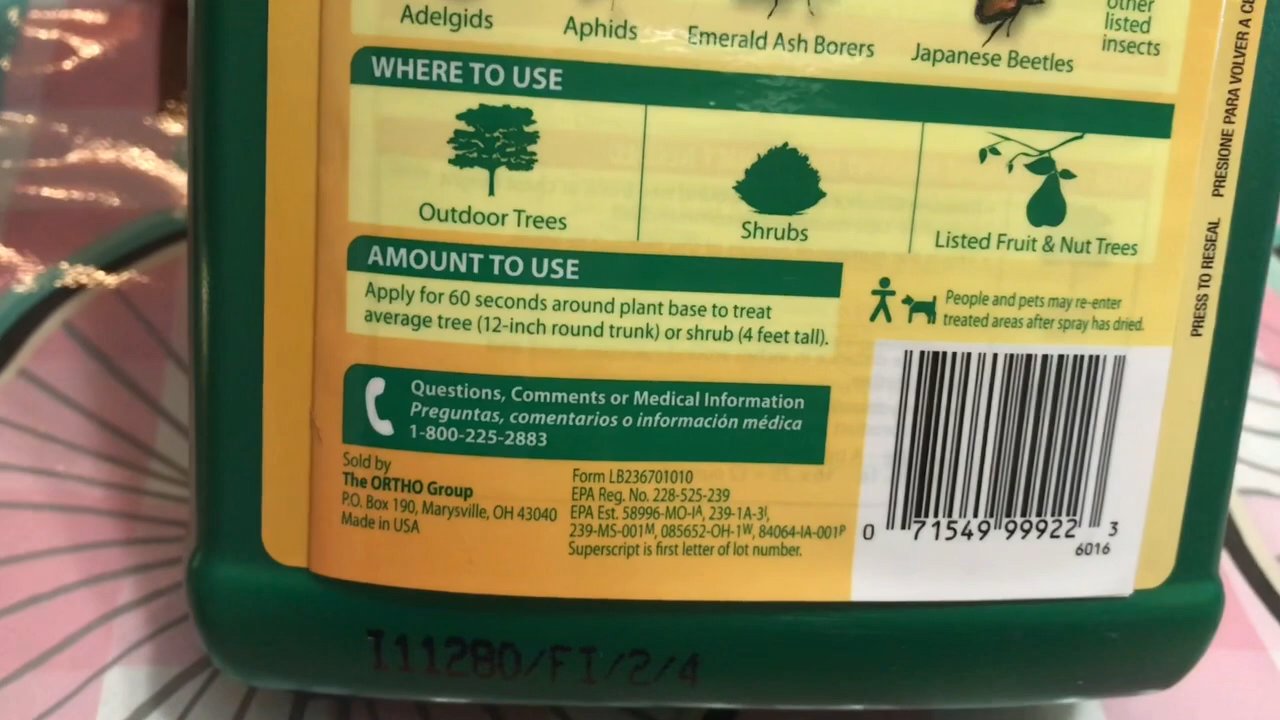 Adelgids
Aphids
Emerald Ash Borers
Japanese Beetles
other
listed
insects
WHERE TO USE
Outdoor Trees
Shrubs
Listed Fruit & Nut Trees
AMOUNT TO USE
Apply for 60 seconds around plant base to treat
average tree (12-inch round trunk) or shrub (4 feet tall).
People and pets may re-enter
treated areas after spray has dried.
Questions, Comments or Medical Information
Preguntas, comentarios o información médica
1-800-225-2883
Sold by
The ORTHO Group
P.O. Box 190, Marysville, OH 43040
Made in USA
Form LB236701010
EPA Reg. No. 228-525-239
EPA Est. 58996-MO-IA, 239-1A-3I,
239-MS-001M, 085652-OH-1W, 84064-IA-001P
Superscript is first letter of lot number.
0 71549 99922 3
6016
PRESS TO RESEAL PRESIONE PARA VOLVER A
I11280/FI/2/4